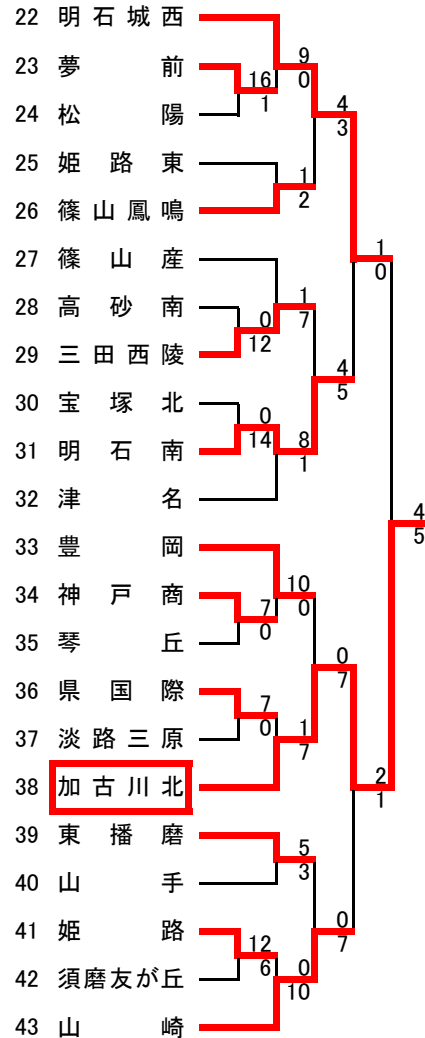 22 明石城西
23 夢前
24 松陽
25 姫路東
26 篠山鳳鳴
27 篠山産
28 高砂南
29 三田西陵
30 宝塚北
31 明石南
32 津名
33 豊岡
34 神戸商
35 琴丘
36 県国際
37 淡路三原
38 加古川北
39 東播磨
40 山手
41 姫路
42 須磨友が丘
43 山崎
16
1
0
12
0
14
7
0
7
0
12
6
9
0
1
2
1
7
8
1
10
0
1
7
5
3
0
10
4
3
4
5
0
7
0
7
1
0
2
1
4
5